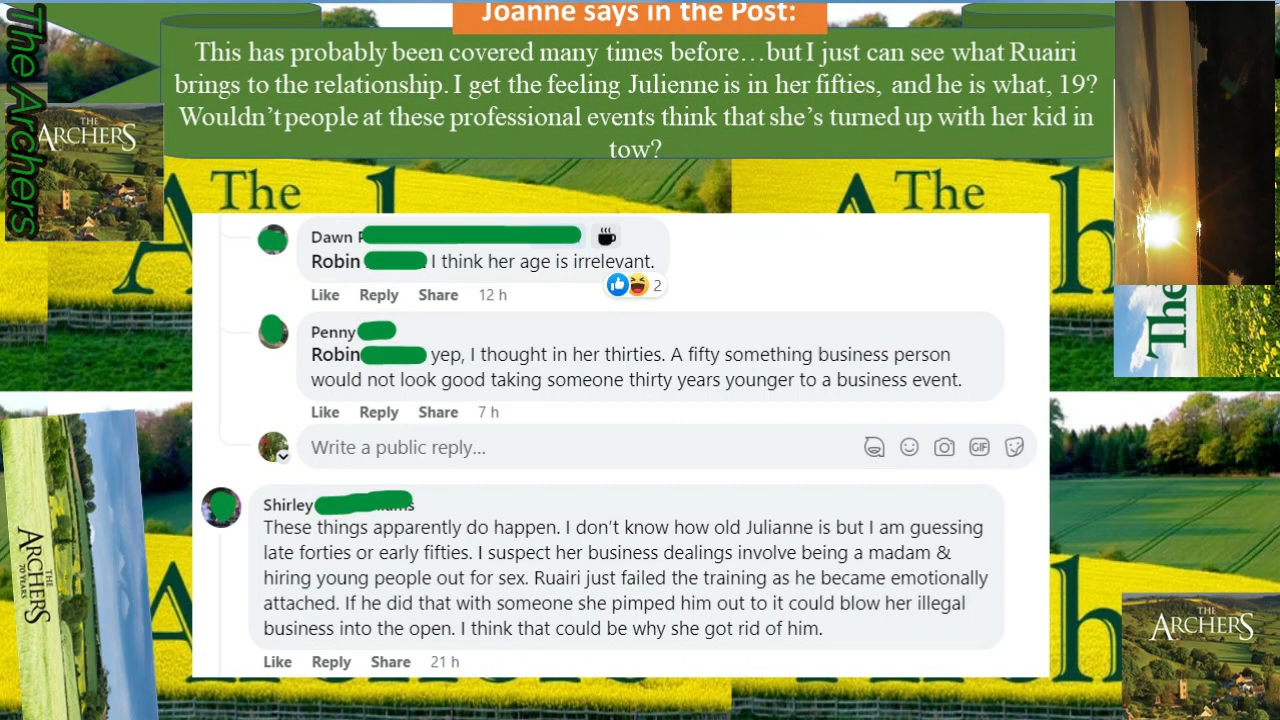 Joanne says in the Post:
This has probably been covered many times before…but I just can see what Ruairi
brings to the relationship. I get the feeling Julienne is in her fifties, and he is what, 19?
Wouldn't people at these professional events think that she's turned up with her kid in
tow?
The Archers
THE
ARCHERS
The
The
A
h
The
Dawn
Robin I think her age is irrelevant.
2
Like Reply Share 12 h
Penny
Robin yep, I thought in her thirties. A fifty something business person
would not look good taking someone thirty years younger to a business event.
Like Reply Share 7 h
Write a public reply...
GIF
Shirley
These things apparently do happen. I don't know how old Julianne is but I am guessing
late forties or early fifties. I suspect her business dealings involve being a madam &
hiring young people out for sex. Ruairi just failed the training as he became emotionally
attached. If he did that with someone she pimped him out to it could blow her illegal
business into the open. I think that could be why she got rid of him.
Like Reply Share 21 h
THE
ARCHERS
70 YEARS
A
h
THE
ARCHERS